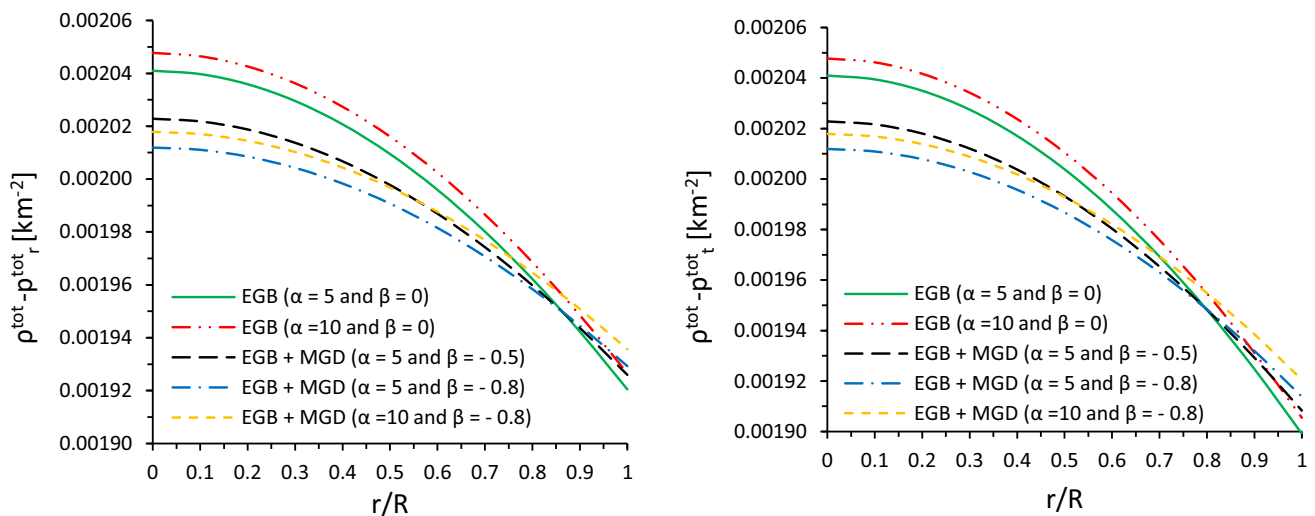 0.00206
0.00204
0.00202
0.00200
0.00198
0.00196
0.00194
0.00192
0.00190
ρ^tot-p^tot_r [km^-2]
EGB (α = 5 and β = 0)
EGB (α =10 and β = 0)
EGB + MGD (α = 5 and β = - 0.5)
EGB + MGD (α = 5 and β = - 0.8)
EGB + MGD (α =10 and β = - 0.8)
0 0.1 0.2 0.3 0.4 0.5 0.6 0.7 0.8 0.9 1
r/R
0.00206
0.00204
0.00202
0.00200
0.00198
0.00196
0.00194
0.00192
0.00190
ρ^tot-p^tot_t [km^-2]
EGB (α = 5 and β = 0)
EGB (α =10 and β = 0)
EGB + MGD (α = 5 and β = - 0.5)
EGB + MGD (α = 5 and β = - 0.8)
EGB + MGD (α =10 and β = - 0.8)
0 0.1 0.2 0.3 0.4 0.5 0.6 0.7 0.8 0.9 1
r/R